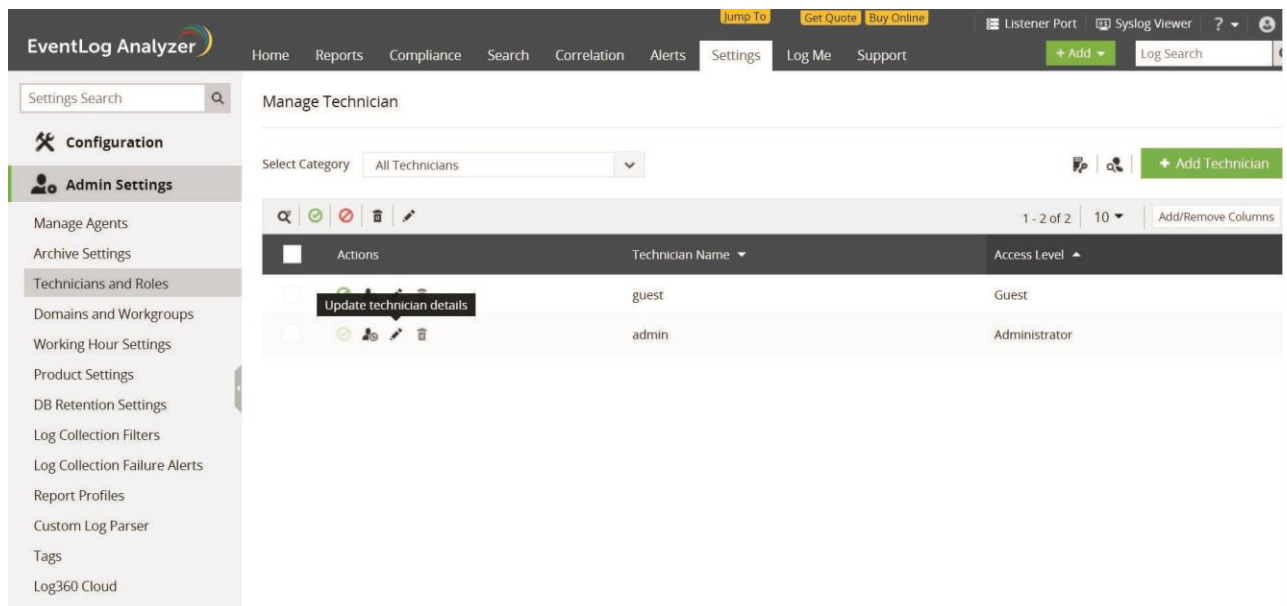 Jump To Get Quote Buy Online Listener Port Syslog Viewer ?
EventLog Analyzer
Home Reports Compliance Search Correlation Alerts Settings Log Me Support + Add Log Search
Settings Search
Manage Technician
Configuration
Select Category All Technicians + Add Technician
Admin Settings
Manage Agents
1 - 2 of 2 10 Add/Remove Columns
Archive Settings
Actions Technician Name Access Level
Technicians and Roles
guest Guest
Update technician details
Domains and Workgroups
admin Administrator
Working Hour Settings
Product Settings
DB Retention Settings
Log Collection Filters
Log Collection Failure Alerts
Report Profiles
Custom Log Parser
Tags
Log360 Cloud